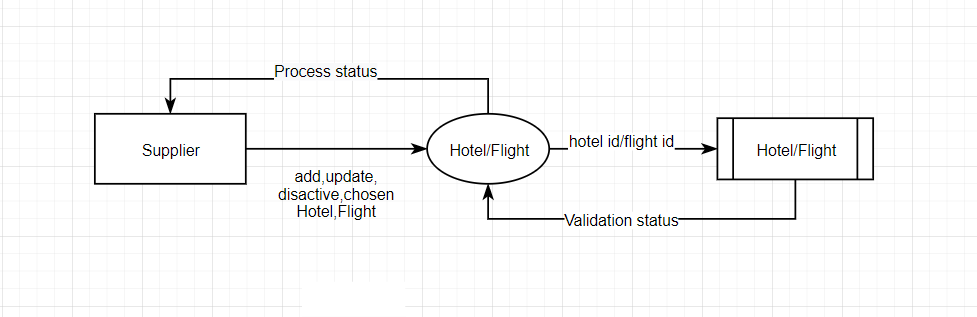 Process status
Supplier
Hotel/Flight
hotel id/flight id
Hotel/Flight
add,update,
disactive,chosen
Hotel,Flight
Validation status